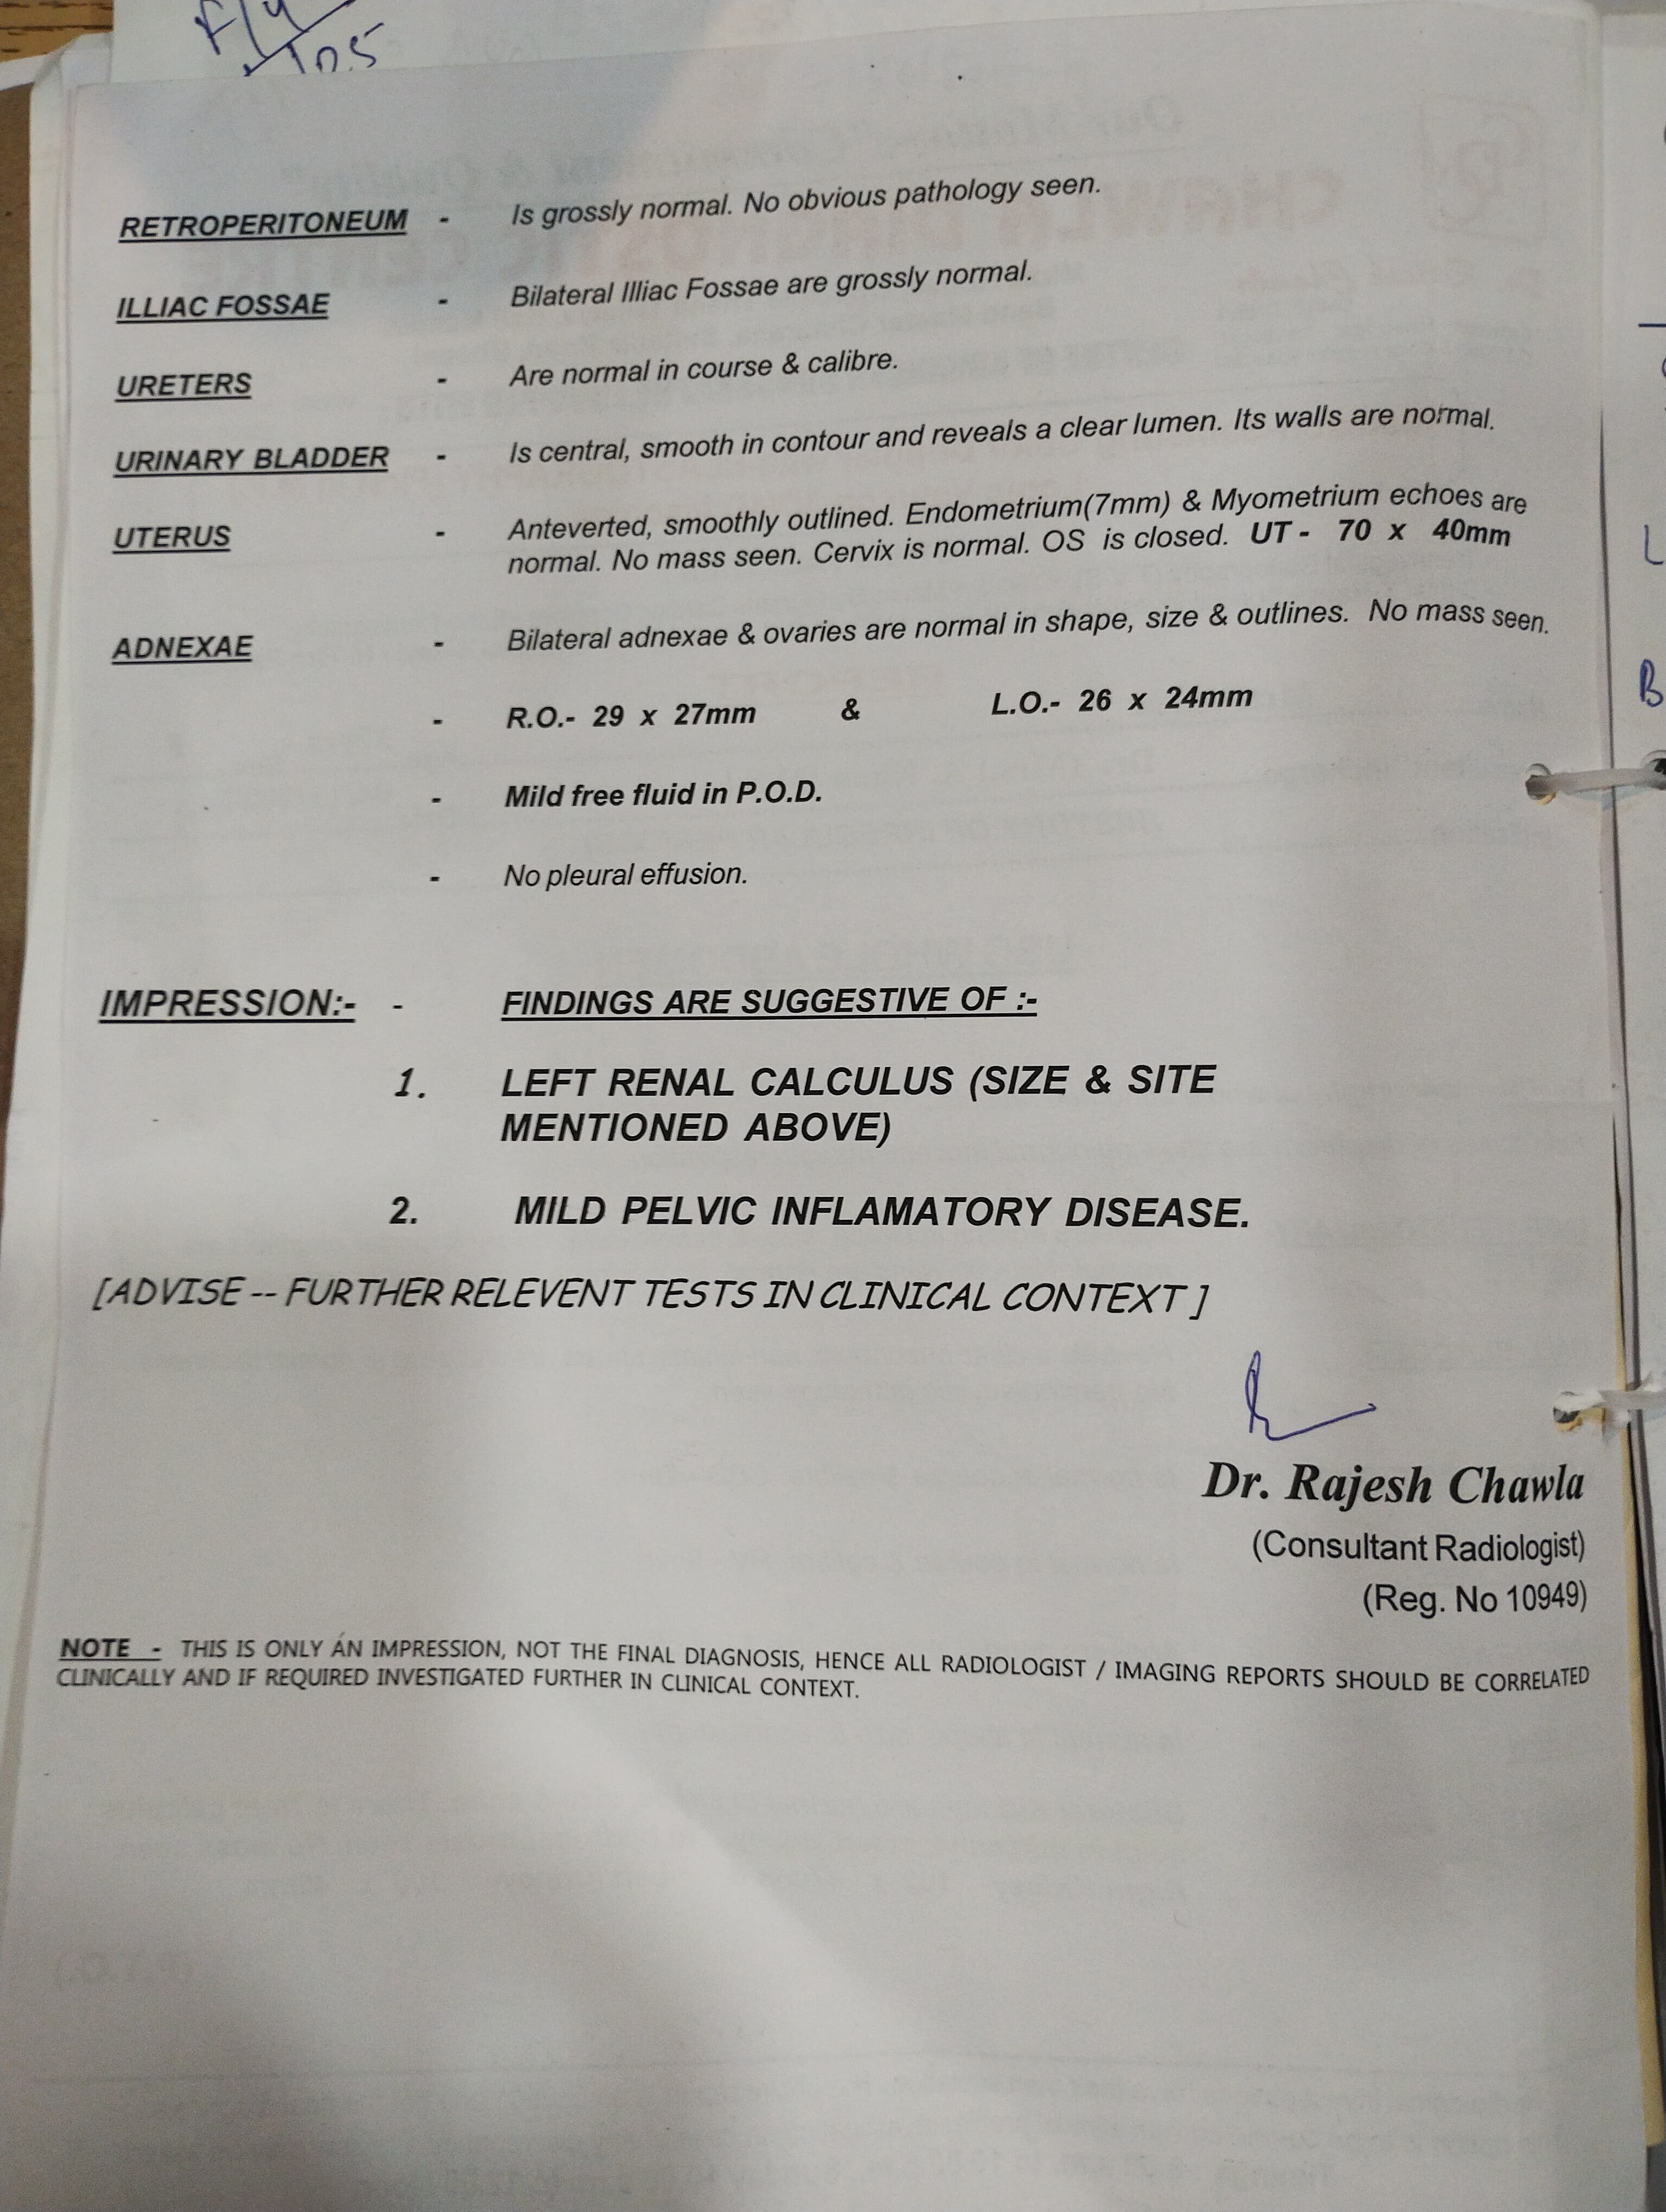 RETROPERITONEUM - Is grossly normal. No obvious pathology seen.
ILLIAC FOSSAE - Bilateral Illiac Fossae are grossly normal.
URETERS - Are normal in course & calibre.
URINARY BLADDER - Is central, smooth in contour and reveals a clear lumen. Its walls are normal.
UTERUS - Anteverted, smoothly outlined. Endometrium(7mm) & Myometrium echoes are
normal. No mass seen. Cervix is normal. OS is closed. UT - 70 x 40mm
ADNEXAE - Bilateral adnexae & ovaries are normal in shape, size & outlines. No mass seen.
- R.O.- 29 x 27mm & L.O.- 26 x 24mm
- Mild free fluid in P.O.D.
- No pleural effusion.
IMPRESSION:- - FINDINGS ARE SUGGESTIVE OF :-
1. LEFT RENAL CALCULUS (SIZE & SITE
MENTIONED ABOVE)
2. MILD PELVIC INFLAMATORY DISEASE.
[ADVISE -- FURTHER RELEVENT TESTS IN CLINICAL CONTEXT ]
Dr. Rajesh Chawla
(Consultant Radiologist)
(Reg. No 10949)
NOTE - THIS IS ONLY AN IMPRESSION, NOT THE FINAL DIAGNOSIS, HENCE ALL RADIOLOGIST / IMAGING REPORTS SHOULD BE CORRELATED
CLINICALLY AND IF REQUIRED INVESTIGATED FURTHER IN CLINICAL CONTEXT.